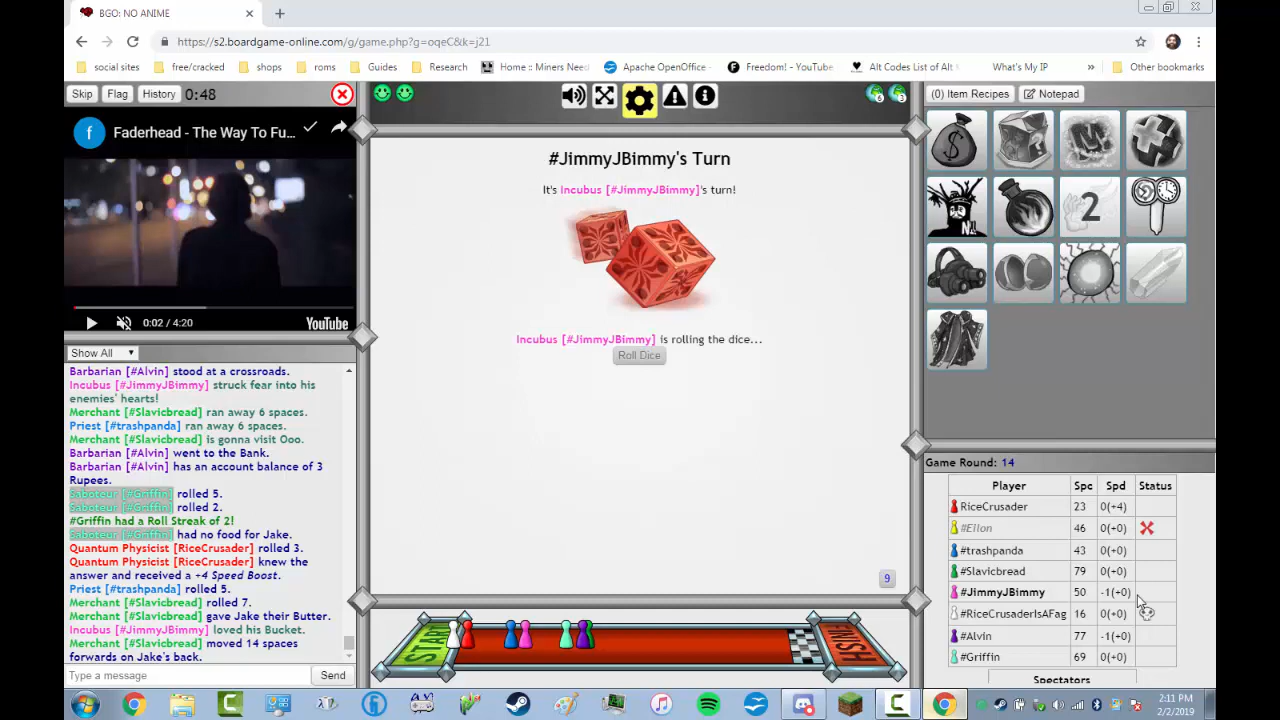 BGO: NO ANIME
https://s2.boardgame-online.com/g/game.php?g=oqeC&k=j21
social sites
free/cracked
shops
roms
Guides
Research
Home :: Miners Need
Apache OpenOffice -
Freedom! - YouTube
Alt Codes List of Alt
What's My IP
»
Other bookmarks
Skip
Flag
History
0:48
f
Faderhead - The Way To Fu...
0:02 / 4:20
YouTube
Show All
Barbarian [#Alvin] stood at a crossroads.
Incubus [#JimmyJBimmy] struck fear into his
enemies' hearts!
Merchant [#Slavicbread] ran away 6 spaces.
Priest [#trashpanda] ran away 6 spaces.
Merchant [#Slavicbread] is gonna visit Ooo.
Barbarian [#Alvin] went to the Bank.
Barbarian [#Alvin] has an account balance of 3
Rupees.
Saboteur [#Griffin] rolled 5.
Saboteur [#Griffin] rolled 2.
#Griffin had a Roll Streak of 2!
Saboteur [#Griffin] had no food for Jake.
Quantum Physicist [RiceCrusader] rolled 3.
Quantum Physicist [RiceCrusader] knew the
answer and received a +4 Speed Boost.
Priest [#trashpanda] rolled 5.
Merchant [#Slavicbread] rolled 7.
Merchant [#Slavicbread] gave Jake their Butter.
Incubus [#JimmyJBimmy] loved his Bucket.
Merchant [#Slavicbread] moved 14 spaces
forwards on Jake's back.
Type a message
Send
#JimmyJBimmy's Turn
It's Incubus [#JimmyJBimmy]'s turn!
Incubus [#JimmyJBimmy] is rolling the dice...
Roll Dice
9
START
FINISH
(0) Item Recipes
Notepad
$
2
Game Round: 14
Player Spc Spd Status
RiceCrusader 23 0(+4)
#Ellon 46 0(+0)
#trashpanda 43 0(+0)
#Slavicbread 79 0(+0)
#JimmyJBimmy 50 -1(+0)
#RiceCrusaderIsAFag 16 0(+0)
#Alvin 77 -1(+0)
#Griffin 69 0(+0)
Spectators
2:11 PM
2/2/2019